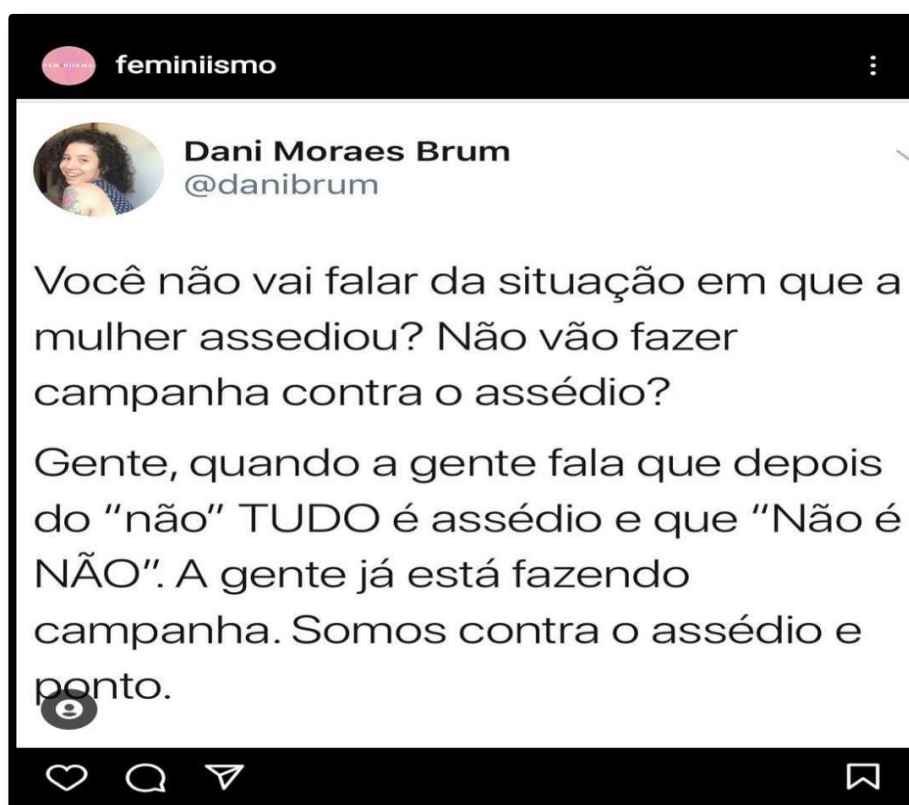 feminiismo
Dani Moraes Brum
@danibrum
Você não vai falar da situação em que a
mulher assediou? Não vão fazer
campanha contra o assédio?
Gente, quando a gente fala que depois
do “não” TUDO é assédio e que “Não é
NÃO”. A gente já está fazendo
campanha. Somos contra o assédio e
ponto.